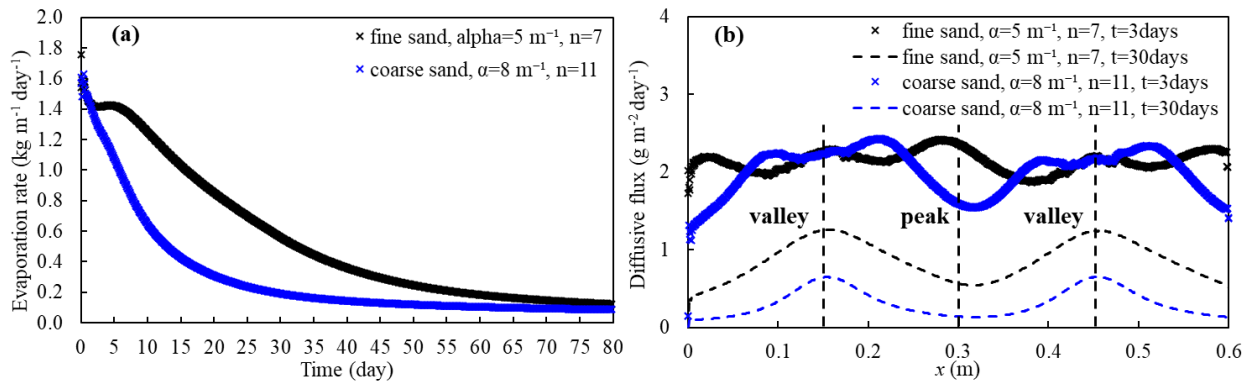 (a)
× fine sand, alpha=5 m⁻¹, n=7
× coarse sand, α=8 m⁻¹, n=11
Evaporation rate (kg m⁻¹ day⁻¹)
2.0
1.8
1.6
1.4
1.2
1.0
0.8
0.6
0.4
0.2
0.0
0 5 10 15 20 25 30 35 40 45 50 55 60 65 70 75 80
Time (day)
(b)
× fine sand, α=5 m⁻¹, n=7, t=3days
fine sand, α=5 m⁻¹, n=7, t=30days
× coarse sand, α=8 m⁻¹, n=11, t=3days
coarse sand, α=8 m⁻¹, n=11, t=30days
Diffusive flux (g m⁻² day⁻¹)
4
3
2
1
0
valley peak valley
0 0.1 0.2 0.3 0.4 0.5 0.6
x (m)